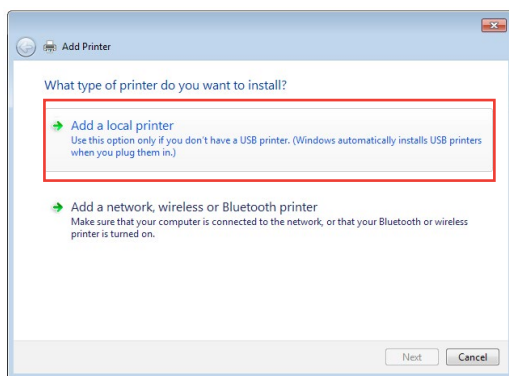 Add Printer
What type of printer do you want to install?
Add a local printer
Use this option only if you don't have a USB printer. (Windows automatically installs USB printers
when you plug them in.)
Add a network, wireless or Bluetooth printer
Make sure that your computer is connected to the network, or that your Bluetooth or wireless
printer is turned on.
Next
Cancel